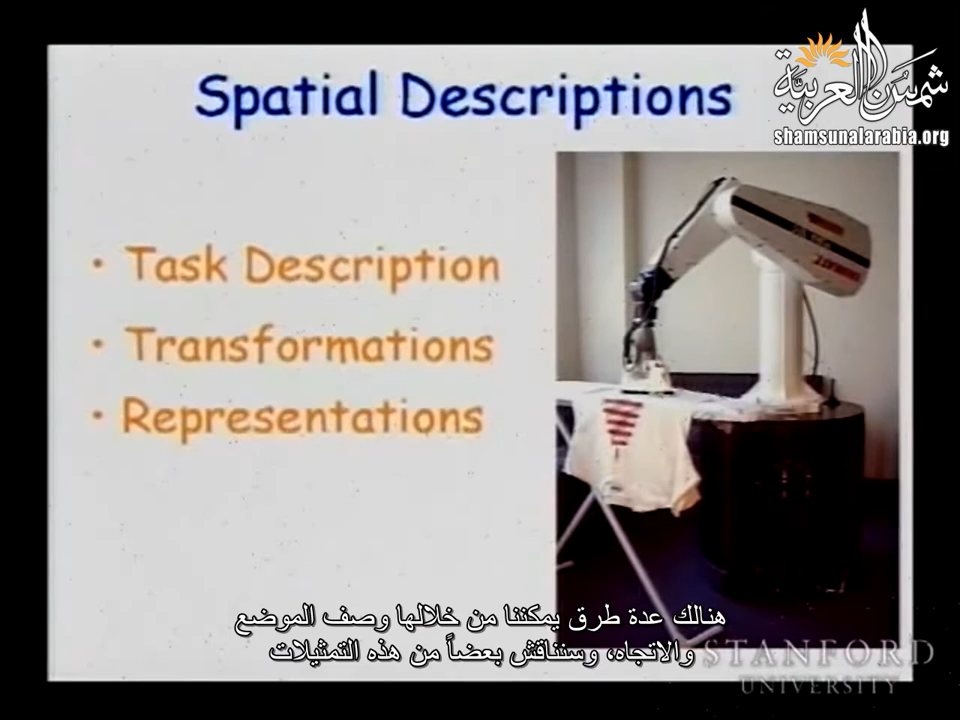 Spatial Descriptions
شمس العربية
shamsunalarabia.org
• Task Description
• Transformations
• Representations
هنالك عدة طرق يمكننا من خلالها وصف الموضع
والاتجاه، وسنناقش بعضاً من هذه التمثيلات
STANFORD
UNIVERSITY